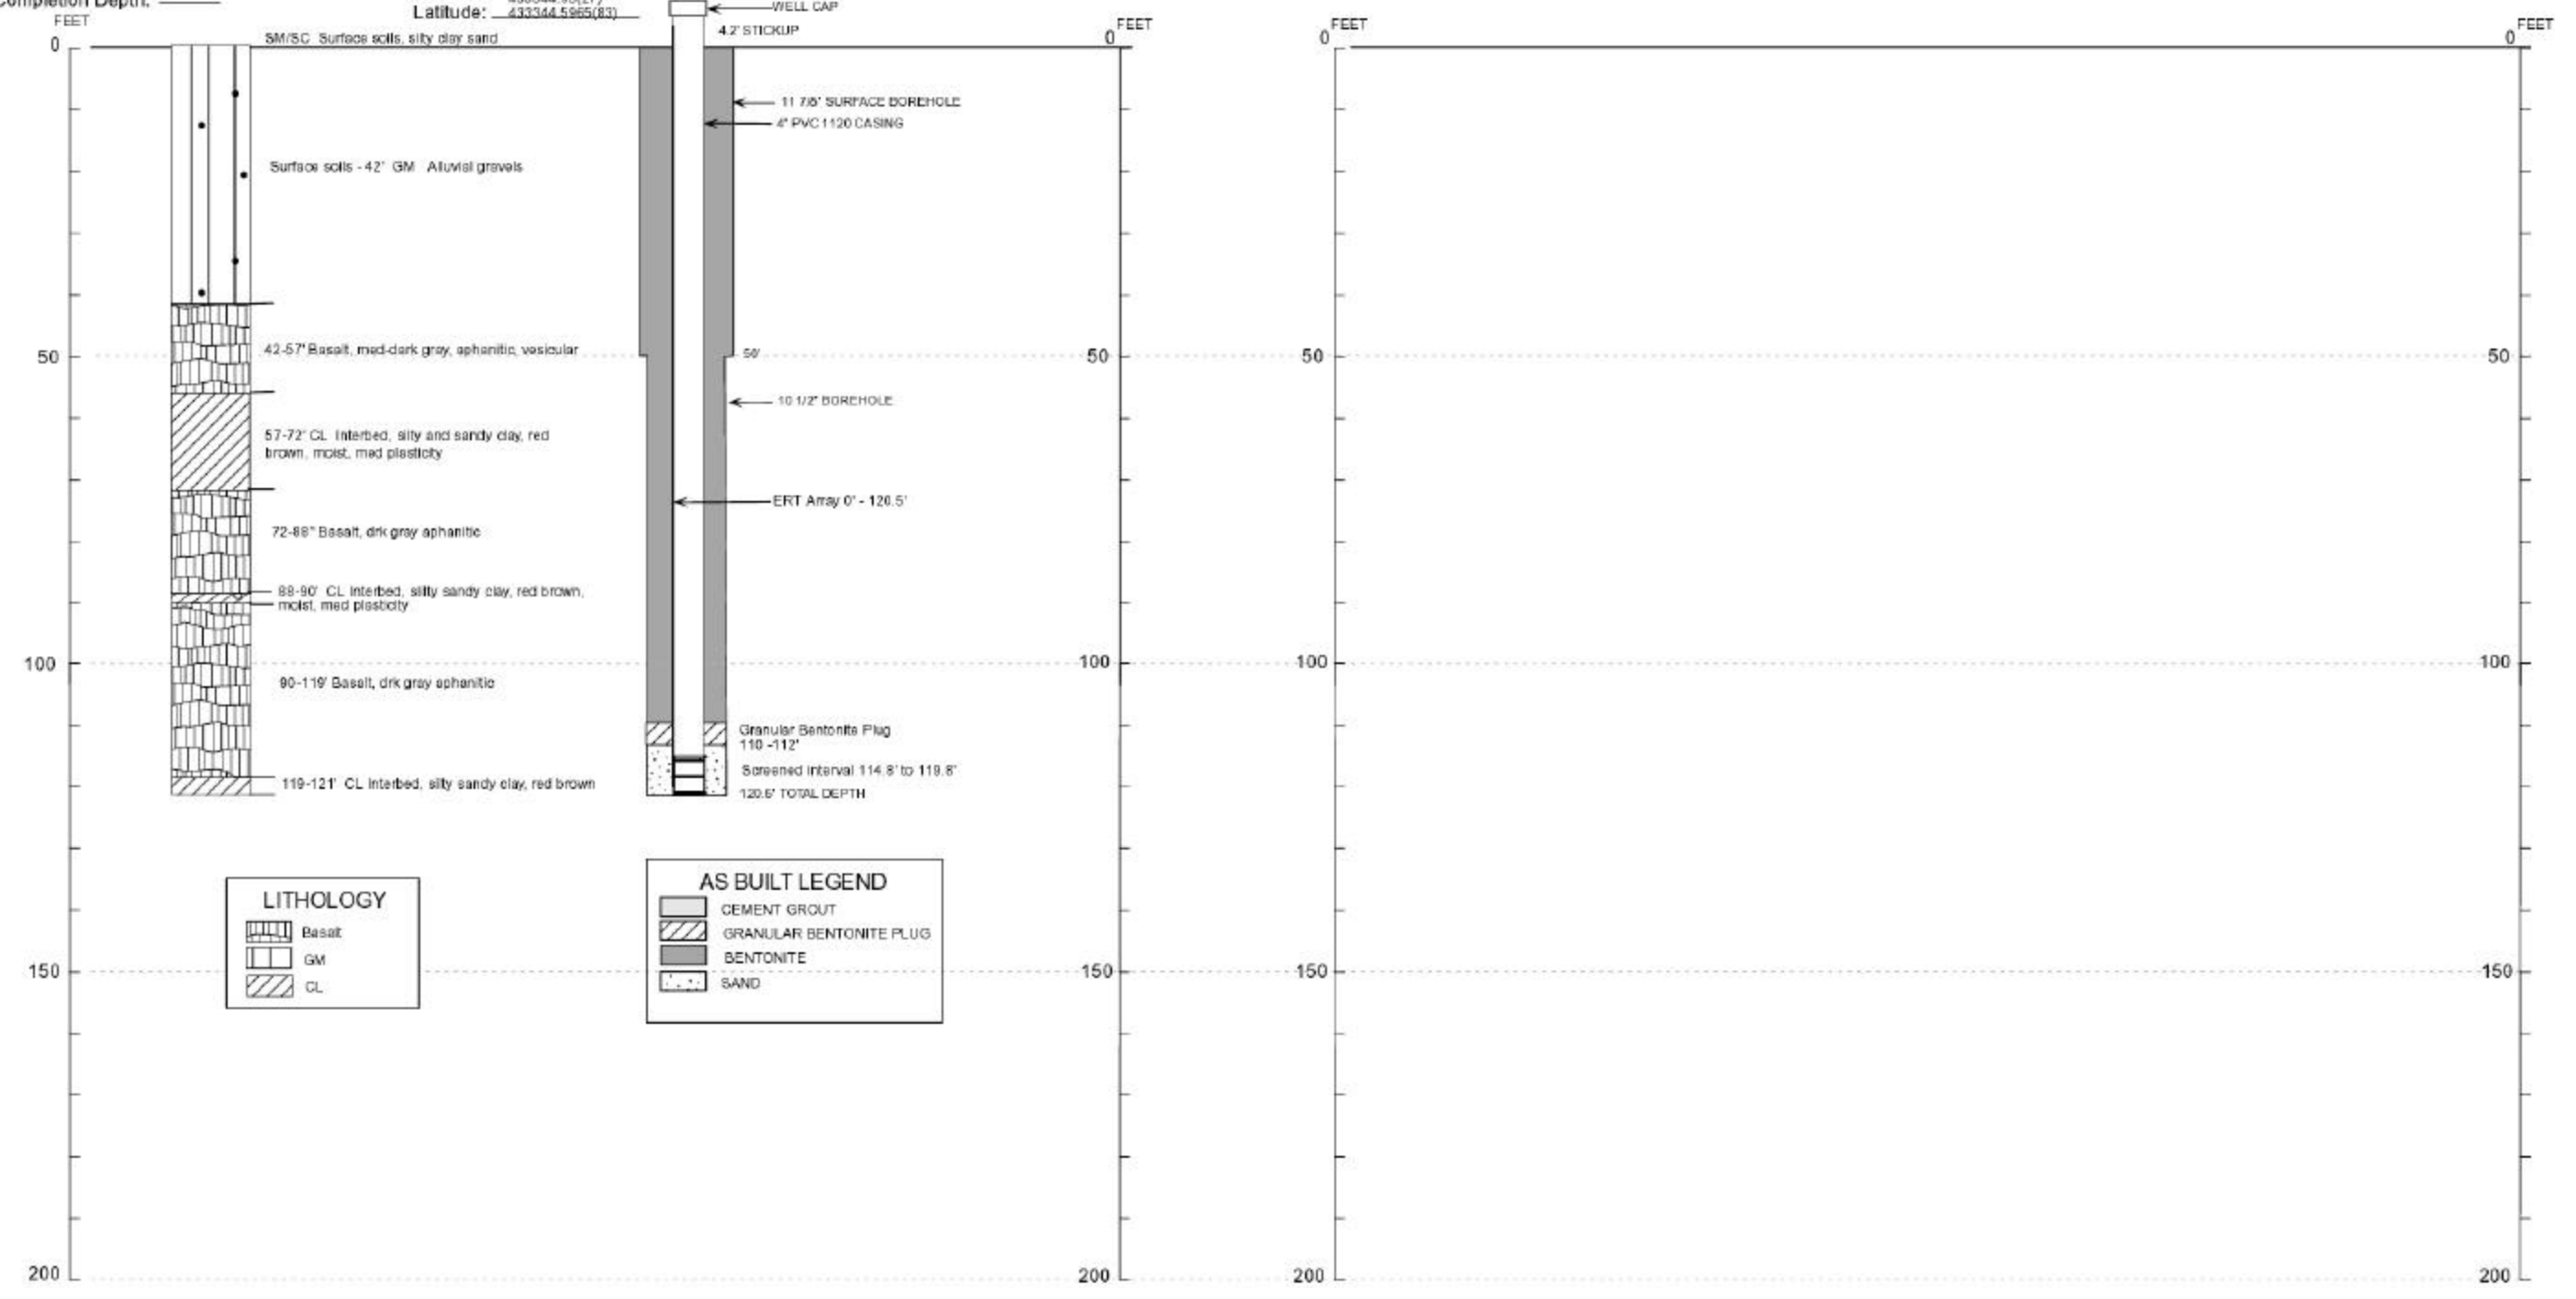 Completion Depth:
Latitude: 433344.5965(83)
WELL CAP
FEET
FEET
FEET
FEET
4.2' STICKUP
SM/SC Surface soils, silty clay sand
0
0
0
0
11 7/8" SURFACE BOREHOLE
4" PVC 1120 CASING
Surface soils - 42' GM Alluvial gravels
42-57' Basalt, med-dark gray, aphanitic, vesicular
50
50'
50
50
50
10 1/2" BOREHOLE
57-72' CL Interbed, silty and sandy clay, red
brown, moist, med plasticity
ERT Array 0' - 120.5'
72-88" Basalt, drk gray aphanitic
88-90' CL Interbed, silty sandy clay, red brown,
moist, med plasticity
100
100
100
100
90-119' Basalt, drk gray aphanitic
Granular Bentonite Plug
110 -112'
Screened Interval 114.8' to 119.8'
119-121' CL Interbed, silty sandy clay, red brown
120.6' TOTAL DEPTH
LITHOLOGY
Basalt
GM
CL
AS BUILT LEGEND
CEMENT GROUT
GRANULAR BENTONITE PLUG
BENTONITE
SAND
150
150
150
150
200
200
200
200